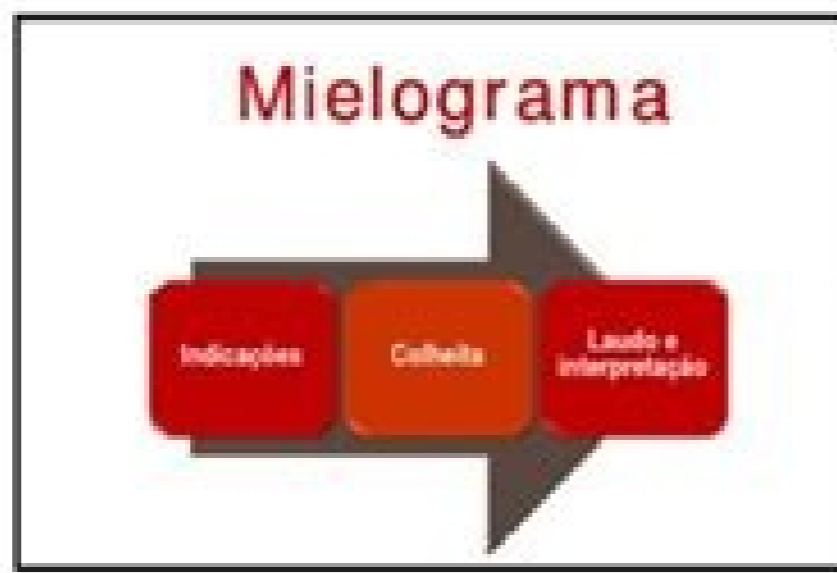 Mielograma
Indicações
Colheita
Laudo e
interpretação